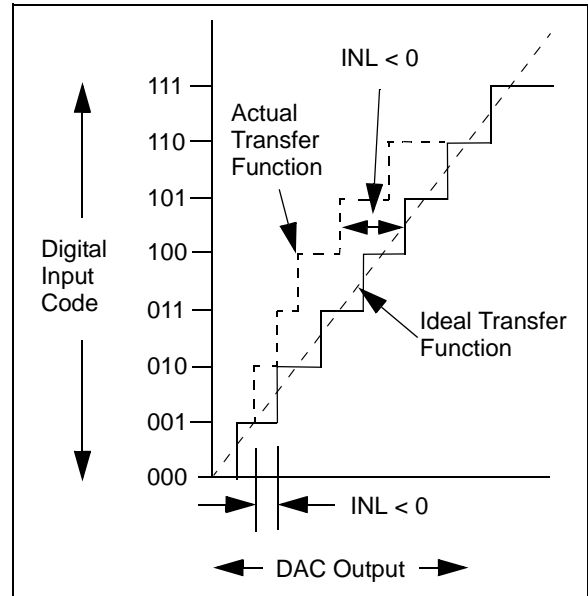 INL < 0
111
Actual
Transfer
Function
110
101
100
Digital
Input
Code
011
Ideal Transfer
Function
010
001
000
INL < 0
DAC Output